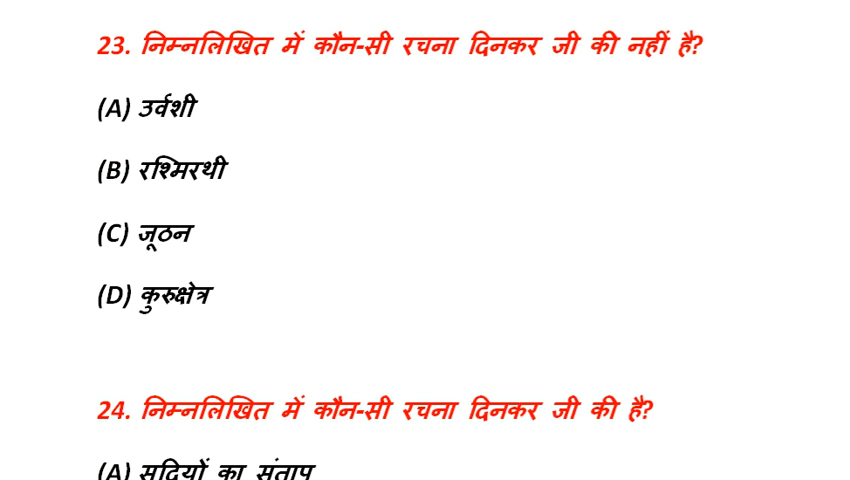 23. निम्नलिखित में कौन-सी रचना दिनकर जी की नहीं है?
(A) उर्वशी
(B) रश्मिरथी
(C) जूठन
(D) कुरुक्षेत्र
24. निम्नलिखित में कौन-सी रचना दिनकर जी की है?
(A) सदियों का संताप